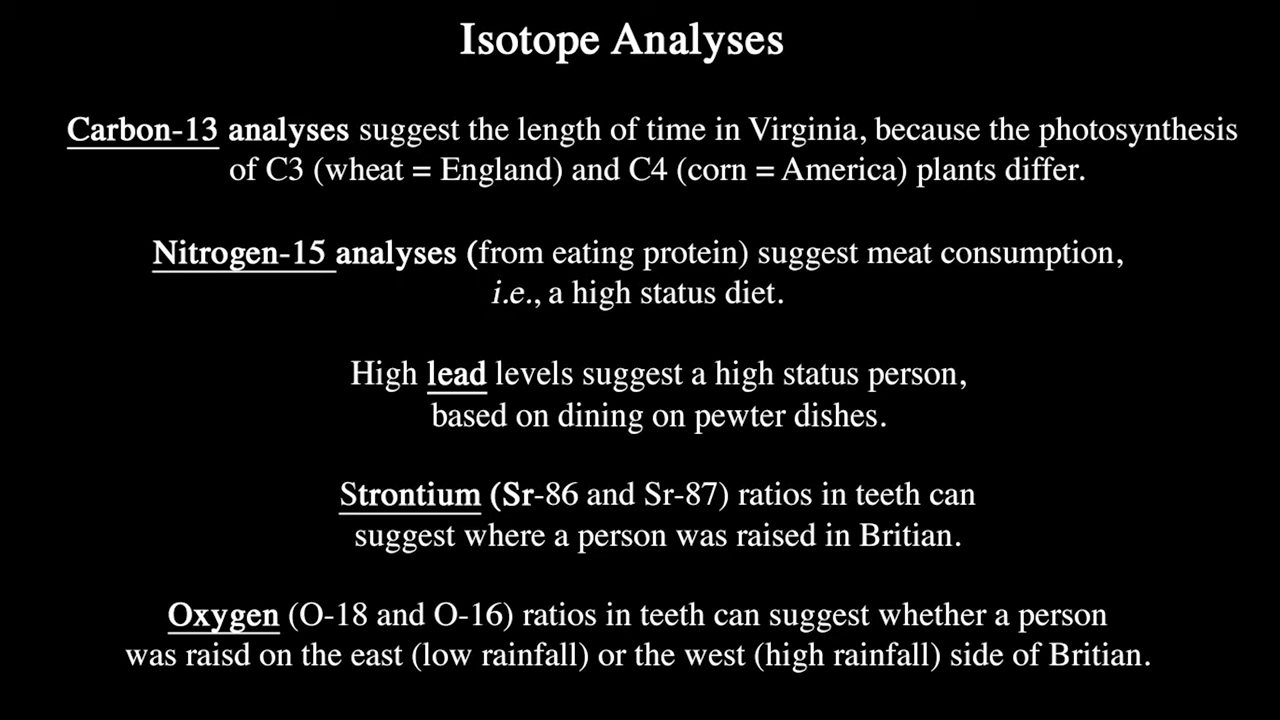 Isotope Analyses
Carbon-13 analyses suggest the length of time in Virginia, because the photosynthesis
of C3 (wheat = England) and C4 (corn = America) plants differ.
Nitrogen-15 analyses (from eating protein) suggest meat consumption,
i.e., a high status diet.
High lead levels suggest a high status person,
based on dining on pewter dishes.
Strontium (Sr-86 and Sr-87) ratios in teeth can
suggest where a person was raised in Britian.
Oxygen (O-18 and O-16) ratios in teeth can suggest whether a person
was raisd on the east (low rainfall) or the west (high rainfall) side of Britian.